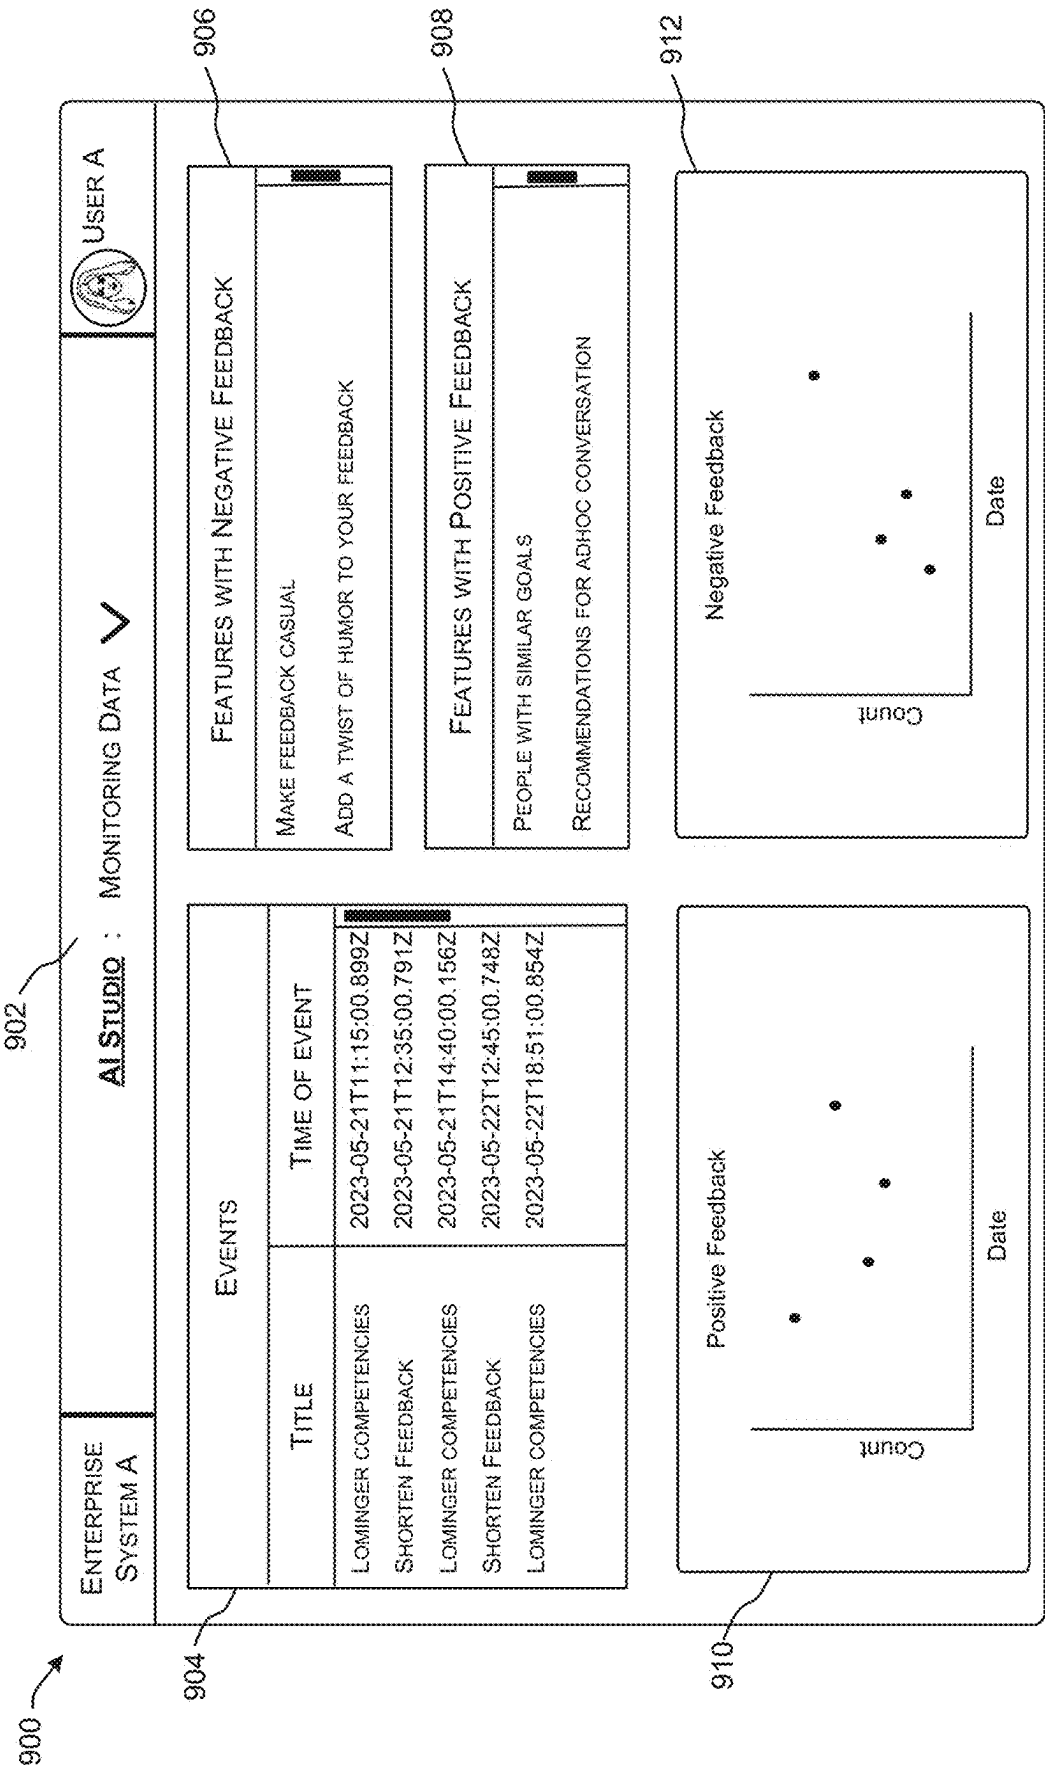 900
902
ENTERPRISE
SYSTEM A
AI STUDIO : MONITORING DATA
USER A
904
EVENTS
TITLE TIME OF EVENT
LOMINGER COMPETENCIES 2023-05-21T11:15:00.899Z
SHORTEN FEEDBACK 2023-05-21T12:35:00.791Z
LOMINGER COMPETENCIES 2023-05-21T14:40:00.156Z
SHORTEN FEEDBACK 2023-05-22T12:45:00.748Z
LOMINGER COMPETENCIES 2023-05-22T18:51:00.854Z
906
FEATURES WITH NEGATIVE FEEDBACK
MAKE FEEDBACK CASUAL
ADD A TWIST OF HUMOR TO YOUR FEEDBACK
908
FEATURES WITH POSITIVE FEEDBACK
PEOPLE WITH SIMILAR GOALS
RECOMMENDATIONS FOR ADHOC CONVERSATION
910
Positive Feedback
Count
Date
912
Negative Feedback
Count
Date